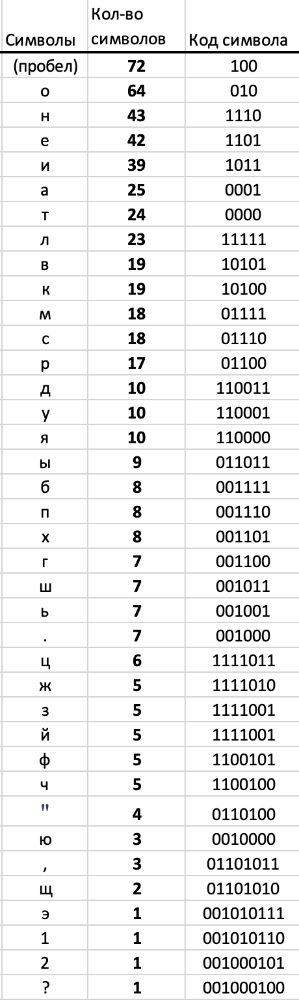 Символы Кол-во символов Код символа
(пробел) 72 100
о 64 010
н 43 1110
е 42 1101
и 39 1011
а 25 0001
т 24 0000
л 23 11111
в 19 10101
к 19 10100
м 18 01111
с 18 01110
р 17 01100
д 10 110011
у 10 110001
я 10 110000
ы 9 011011
б 8 001111
п 8 001110
х 8 001101
г 7 001100
ш 7 001011
ь 7 001001
. 7 001000
ц 6 1111011
ж 5 1111010
з 5 1111001
й 5 1111001
ф 5 1100101
ч 5 1100100
" 4 0110100
ю 3 0010000
, 3 01101011
щ 2 01101010
э 1 001010111
1 1 001010110
2 1 001000101
? 1 001000100